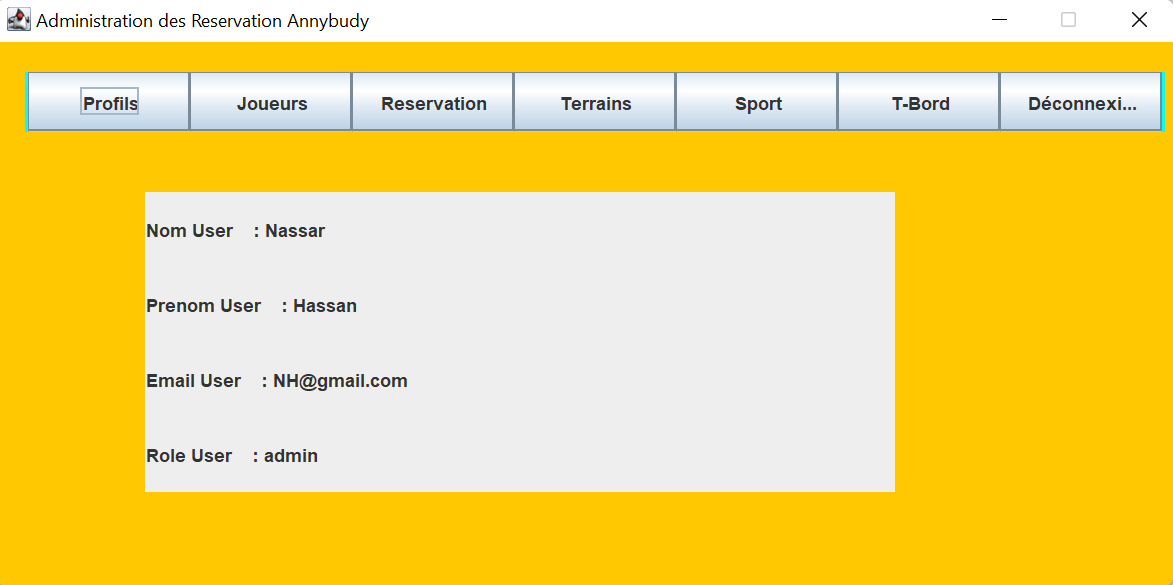 Administration des Reservation Annybudy
Profils Joueurs Reservation Terrains Sport T-Bord Déconnexi...
Nom User : Nassar
Prenom User : Hassan
Email User : NH@gmail.com
Role User : admin